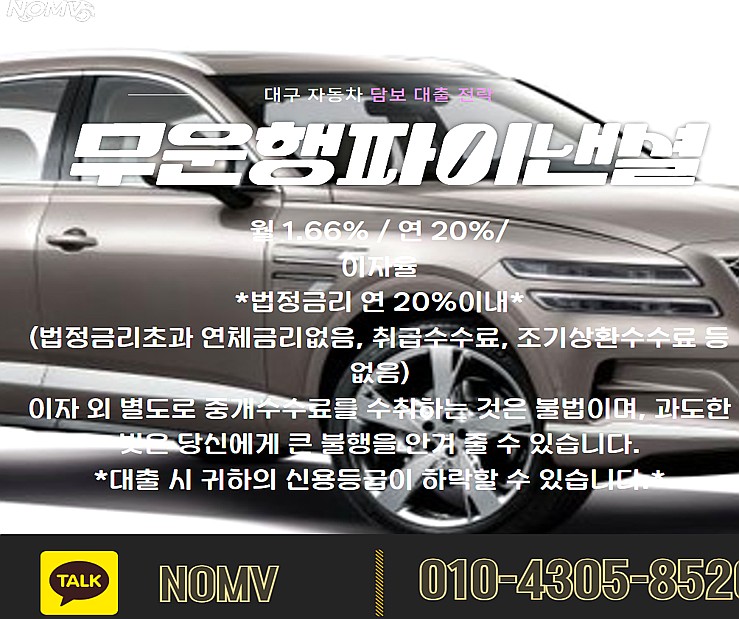 NOMV
대구 자동차 담보 대출 전략
무운행파이낸셜
월 1.66% / 연 20%/
이자율
*법정금리 연 20%이내*
(법정금리초과 연체금리없음, 취급수수료, 조기상환수수료 등
없음)
이자 외 별도로 중개수수료를 수취하는 것은 불법이며, 과도한
빚은 당신에게 큰 불행을 안겨 줄 수 있습니다.
*대출 시 귀하의 신용등급이 하락할 수 있습니다.*
TALK NOMV 010-4305-8520